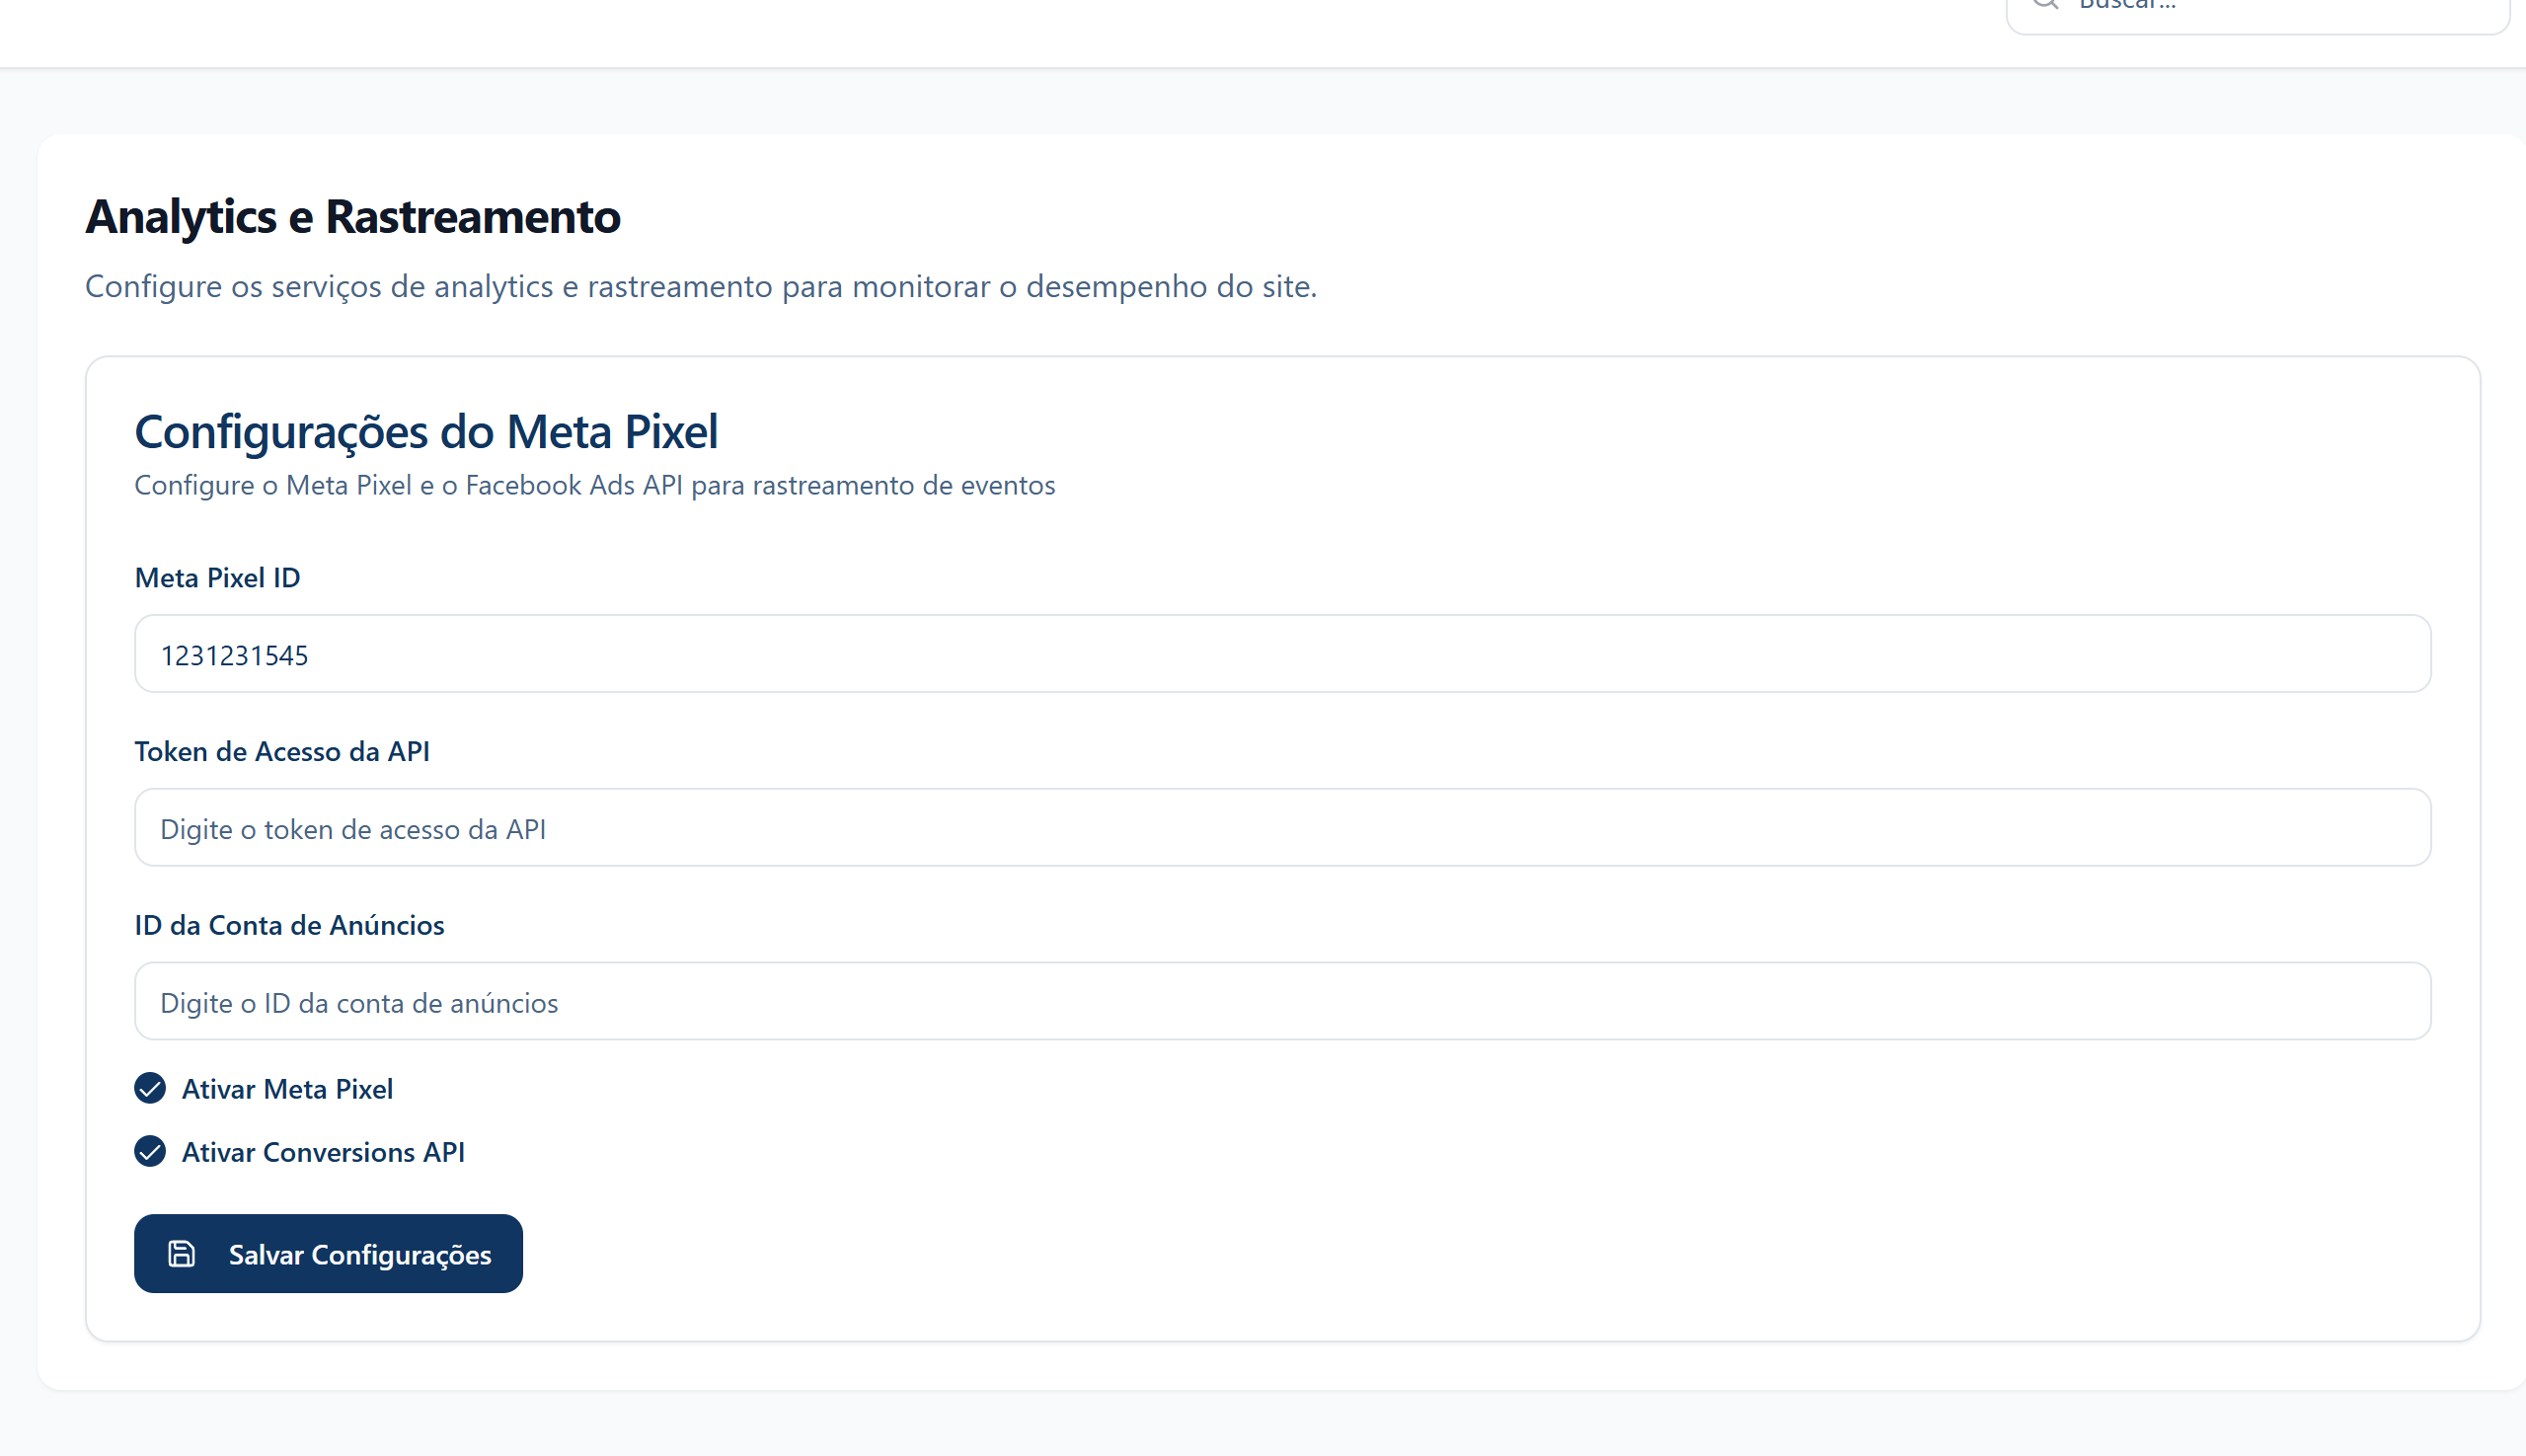 Buscar...
Analytics e Rastreamento
Configure os serviços de analytics e rastreamento para monitorar o desempenho do site.
Configurações do Meta Pixel
Configure o Meta Pixel e o Facebook Ads API para rastreamento de eventos
Meta Pixel ID
1231231545
Token de Acesso da API
Digite o token de acesso da API
ID da Conta de Anúncios
Digite o ID da conta de anúncios
Ativar Meta Pixel
Ativar Conversions API
Salvar Configurações